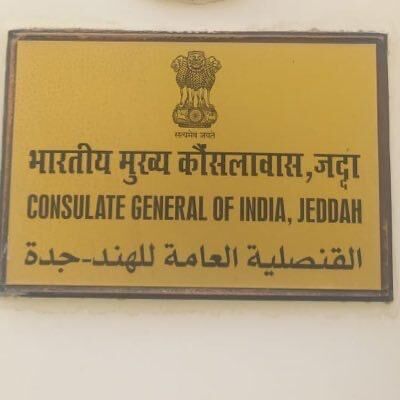 सत्यमेव जयते
भारतीय मुख्य कौंसलावास, जद्दा
CONSULATE GENERAL OF INDIA, JEDDAH
القنصلية العامة للهند-جدة